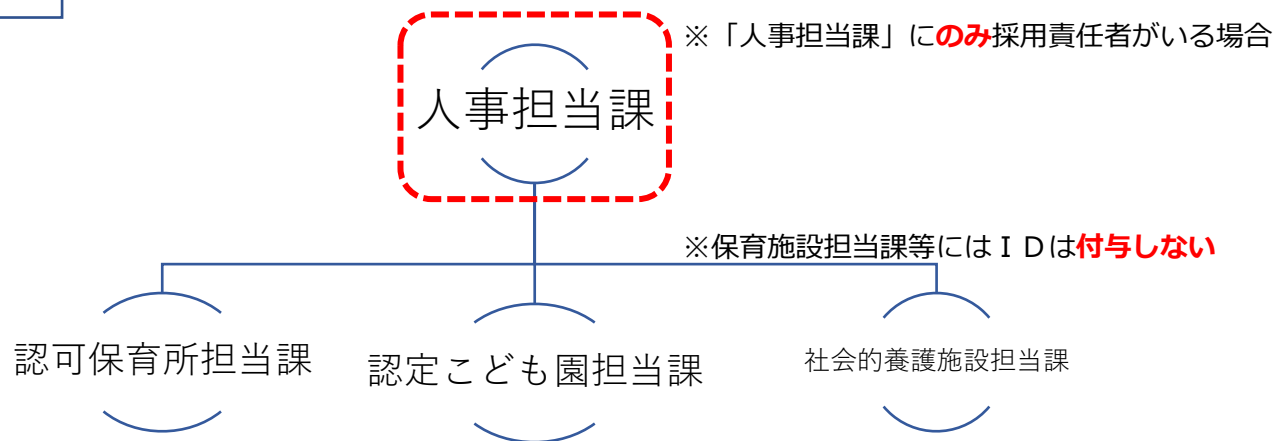 ※「人事担当課」にのみ採用責任者がいる場合
人事担当課
※保育施設担当課等にはＩＤは付与しない
認可保育所担当課
認定こども園担当課
社会的養護施設担当課